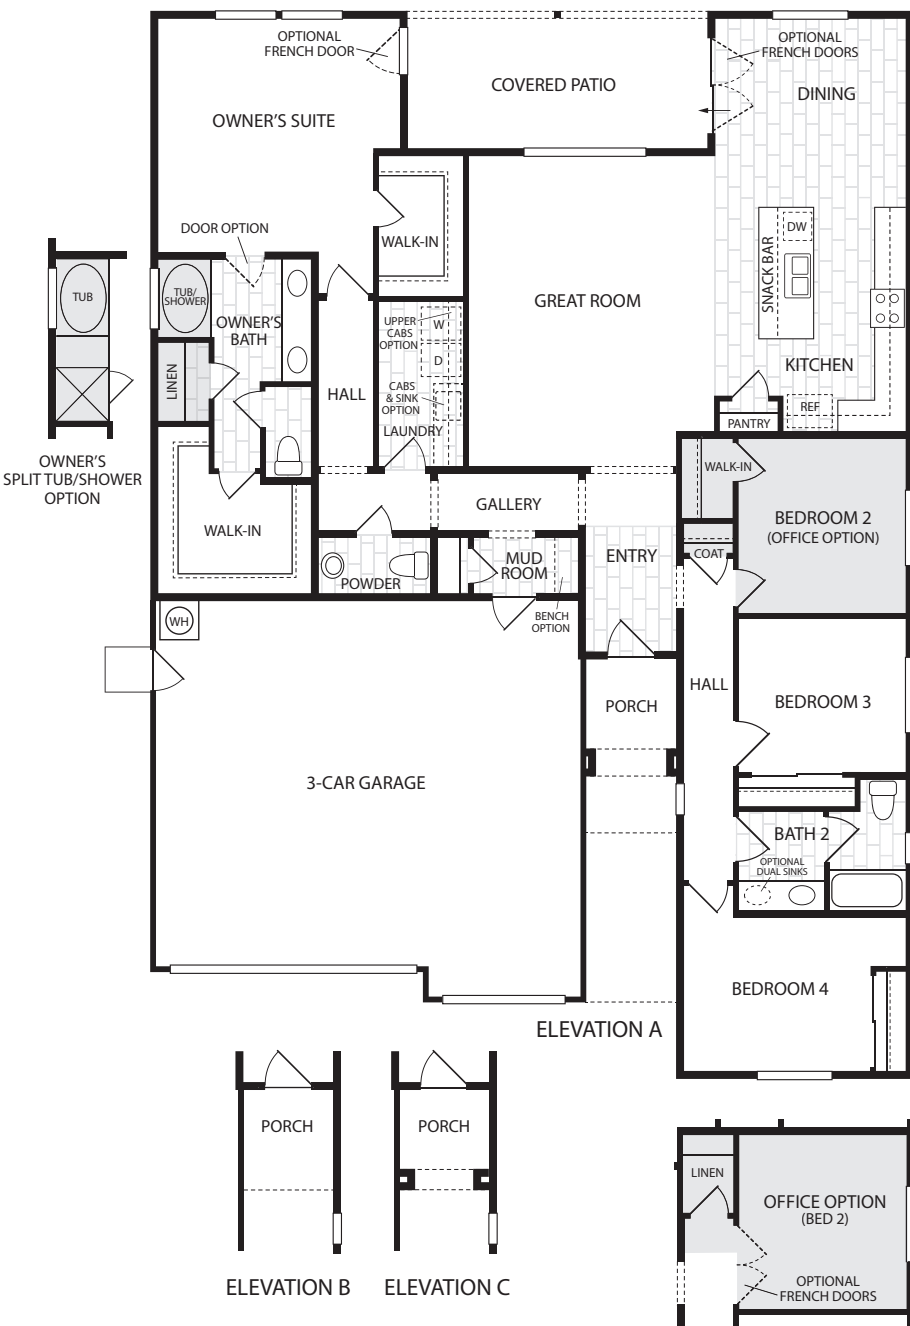 OPTIONAL
FRENCH DOOR
OPTIONAL
FRENCH DOORS
COVERED PATIO
DINING
OWNER'S SUITE
DOOR OPTION
WALK-IN
DW
SNACK BAR
TUB
TUB/
SHOWER
OWNER'S
BATH
UPPER
CABS
OPTION
W
D
GREAT ROOM
KITCHEN
LINEN
HALL
CABS
& SINK
OPTION
LAUNDRY
REF
PANTRY
OWNER'S
SPLIT TUB/SHOWER
OPTION
WALK-IN
WALK-IN
GALLERY
BEDROOM 2
(OFFICE OPTION)
COAT
ENTRY
POWDER
MUD
ROOM
BENCH
OPTION
WH
HALL
BEDROOM 3
PORCH
3-CAR GARAGE
BATH 2
OPTIONAL
DUAL SINKS
BEDROOM 4
ELEVATION A
PORCH
PORCH
LINEN
OFFICE OPTION
(BED 2)
OPTIONAL
FRENCH DOORS
ELEVATION B
ELEVATION C